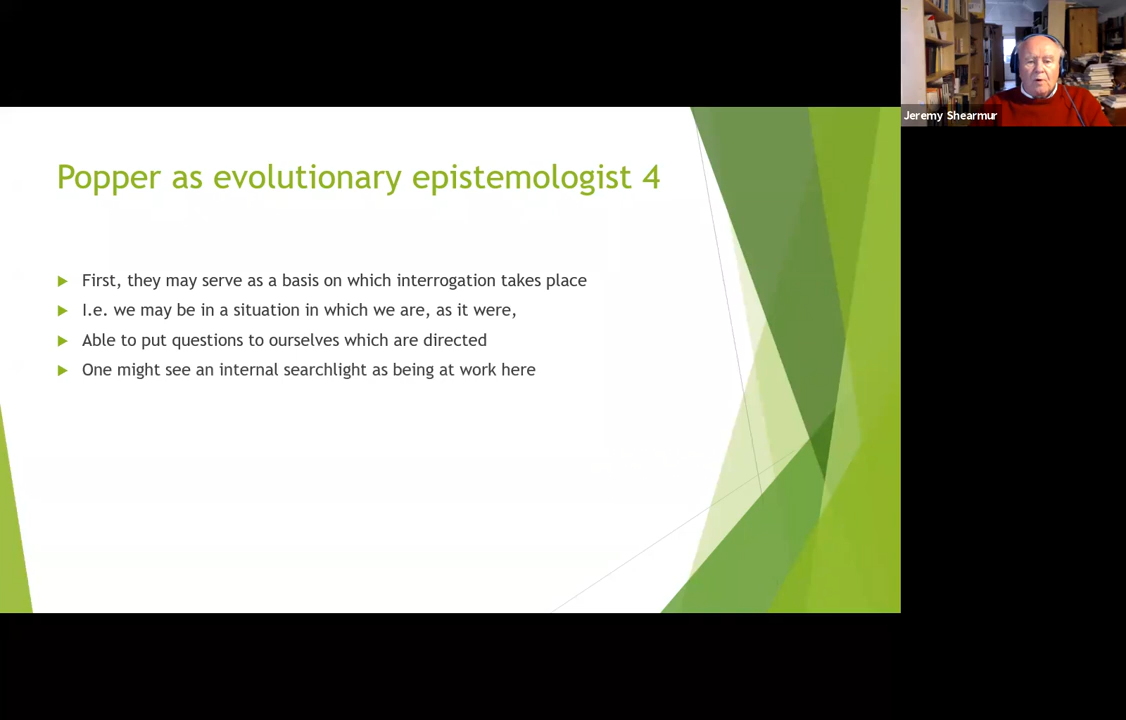 Jeremy Shearmur
Popper as evolutionary epistemologist 4
First, they may serve as a basis on which interrogation takes place
I.e. we may be in a situation in which we are, as it were,
Able to put questions to ourselves which are directed
One might see an internal searchlight as being at work here